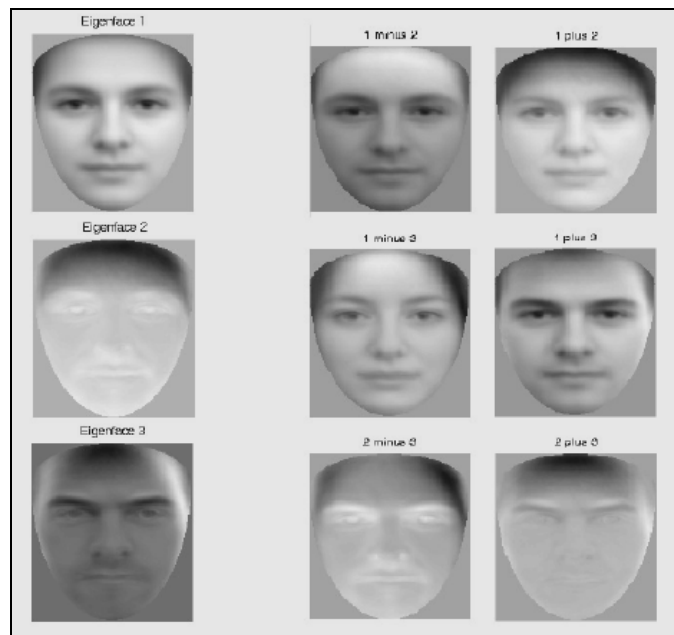 Eigenface 1
1 minus 2
1 plus 2
Eigenface 2
1 minus 3
1 plus 3
Eigenface 3
2 minus 3
2 plus 3